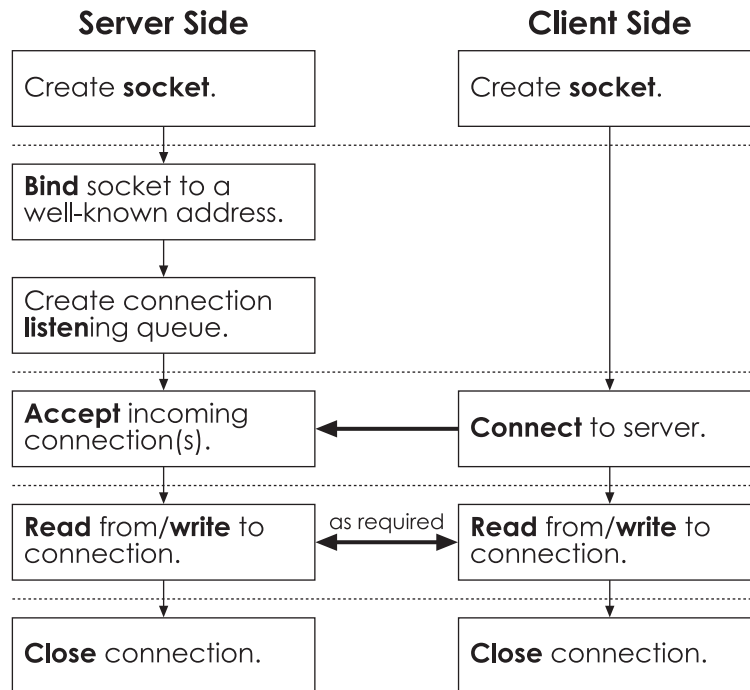 Server Side
Client Side
Create socket.
Create socket.
Bind socket to a
well-known address.
Create connection
listening queue.
Accept incoming
connection(s).
Connect to server.
Read from/write to
connection.
as required
Read from/write to
connection.
Close connection.
Close connection.